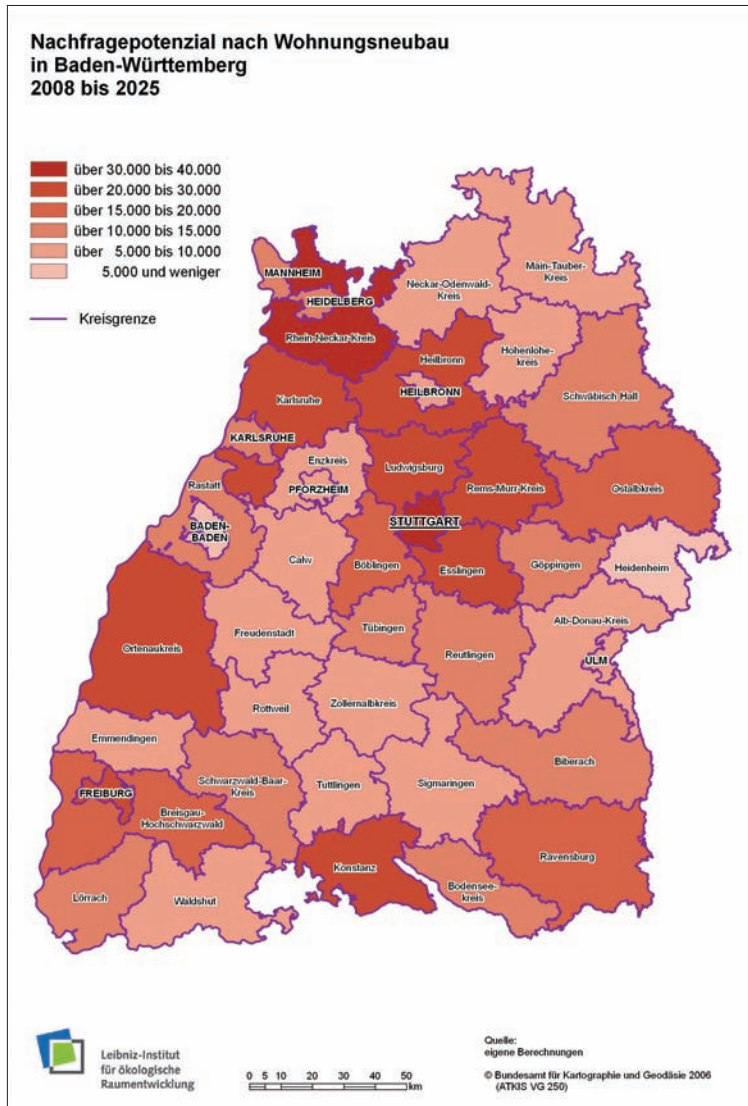 Nachfragepotenzial nach Wohnungsneubau
in Baden-Württemberg
2008 bis 2025
über 30.000 bis 40.000
über 20.000 bis 30.000
über 15.000 bis 20.000
über 10.000 bis 15.000
über 5.000 bis 10.000
5.000 und weniger
Kreisgrenze
MANNHEIM
HEIDELBERG
Rhein-Neckar-Kreis
Neckar-Odenwald-
Kreis
Main-Tauber-
Kreis
Heilbronn
HEILBRONN
Hohenlohe-
kreis
Schwäbisch Hall
Karlsruhe
KARLSRUHE
Enzkreis
PFORZHEIM
Ludwigsburg
Rems-Murr-Kreis
Ostalbkreis
Rastatt
BADEN-
BADEN
STUTTGART
Calw
Böblingen
Esslingen
Göppingen
Heidenheim
Ortenaukreis
Freudenstadt
Tübingen
Reutlingen
Alb-Donau-Kreis
ULM
Rottweil
Zollernalbkreis
Emmendingen
FREIBURG
Breisgau-
Hochschwarzwald
Schwarzwald-Baar-
Kreis
Tuttlingen
Sigmaringen
Biberach
Lörrach
Waldshut
Konstanz
Bodensee-
kreis
Ravensburg
Leibniz-Institut
für ökologische
Raumentwicklung
0 5 10 20 30 40 50
km
Quelle:
eigene Berechnungen
© Bundesamt für Kartographie und Geodäsie 2006
(ATKIS VG 250)